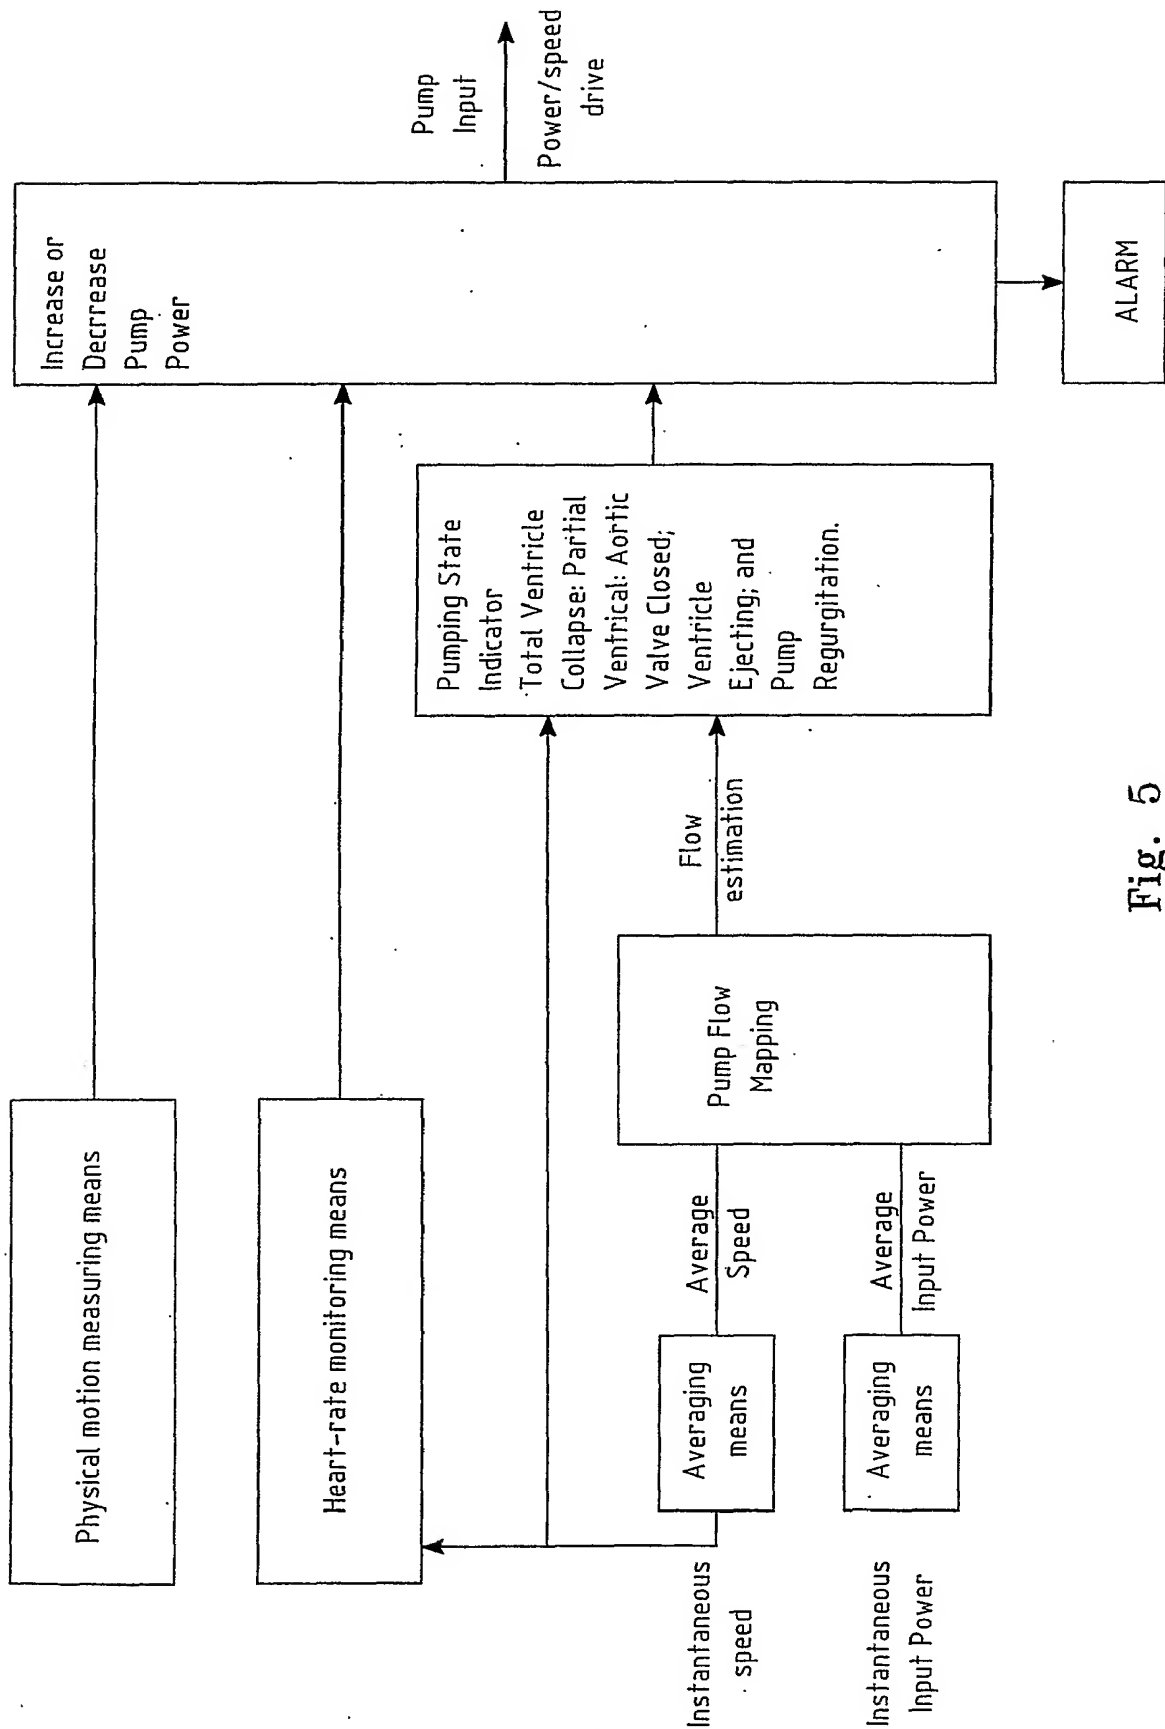 Physical motion measuring means
Heart-rate monitoring means
Instantaneous
speed
Instantaneous
Input Power
Averaging
means
Averaging
means
Average
Speed
Average
Input Power
Pump Flow
Mapping
Flow
estimation
Pumping State
Indicator
Total Ventricle
Collapse: Partial
Ventrical: Aortic
Valve Closed;
Ventricle
Ejecting; and
Pump
Regurgitation.
Increase or
Decrrease
Pump
Power
Pump
Input
Power/speed
drive
ALARM
Fig. 5